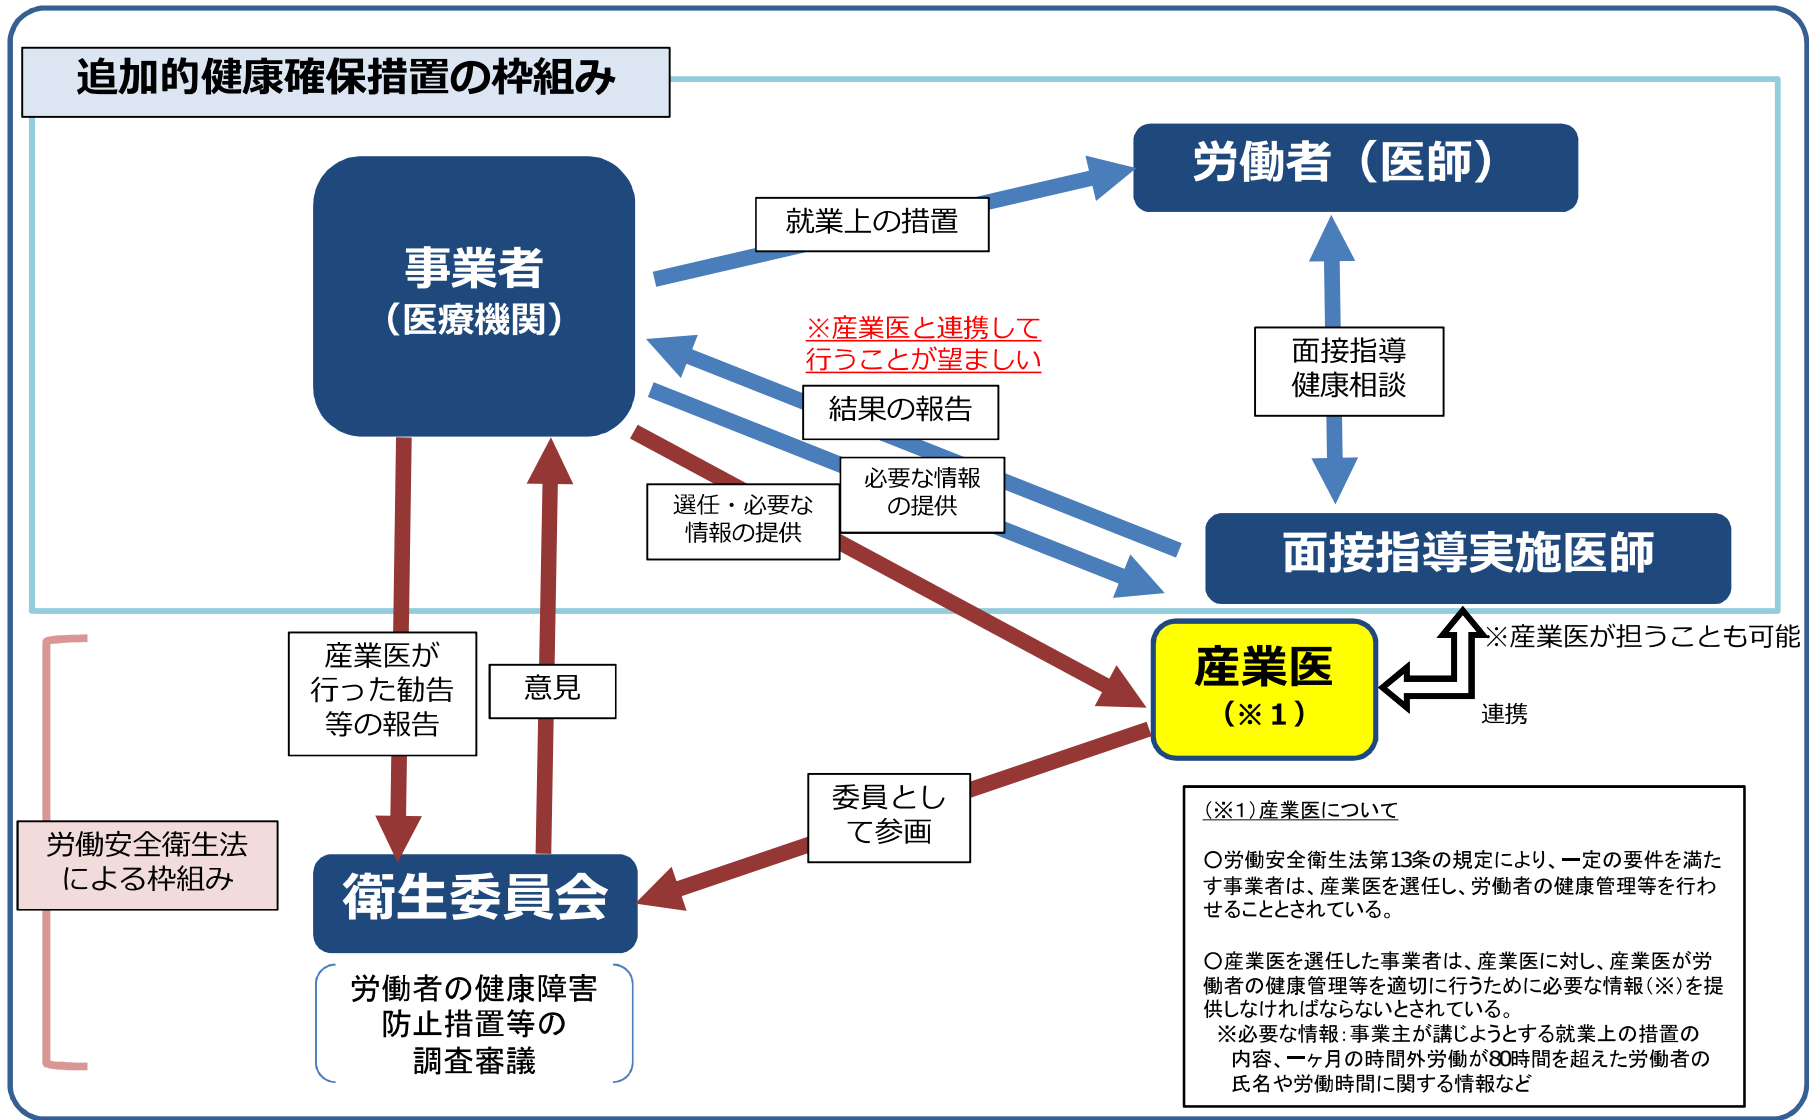 追加的健康確保措置の枠組み
労働者（医師）
就業上の措置
事業者
（医療機関）
※産業医と連携して
行うことが望ましい
面接指導
健康相談
結果の報告
必要な情報
の提供
選任・必要な
情報の提供
面接指導実施医師
※産業医が担うことも可能
産業医
（※１）
連携
産業医が
行った勧告
等の報告
意見
委員とし
て参画
労働安全衛生法
による枠組み
衛生委員会
労働者の健康障害
防止措置等の
調査審議
（※１）産業医について
〇労働安全衛生法第13条の規定により、一定の要件を満た
す事業者は、産業医を選任し、労働者の健康管理等を行わ
せることとされている。
〇産業医を選任した事業者は、産業医に対し、産業医が労
働者の健康管理等を適切に行うために必要な情報（※）を提
供しなければならないとされている。
※必要な情報：事業主が講じようとする就業上の措置の
内容、一ヶ月の時間外労働が80時間を超えた労働者の
氏名や労働時間に関する情報など